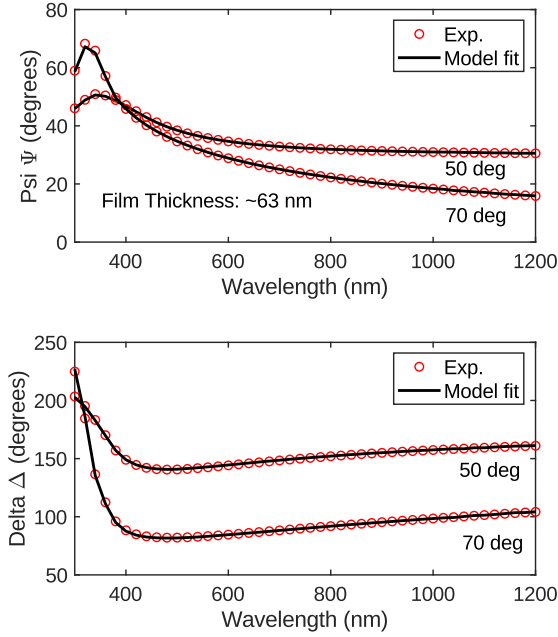 80
60
40
20
0
Psi Ψ (degrees)
Exp.
Model fit
50 deg
Film Thickness: ~63 nm
70 deg
400 600 800 1000 1200
Wavelength (nm)
250
200
150
100
50
Delta Δ (degrees)
Exp.
Model fit
50 deg
70 deg
400 600 800 1000 1200
Wavelength (nm)